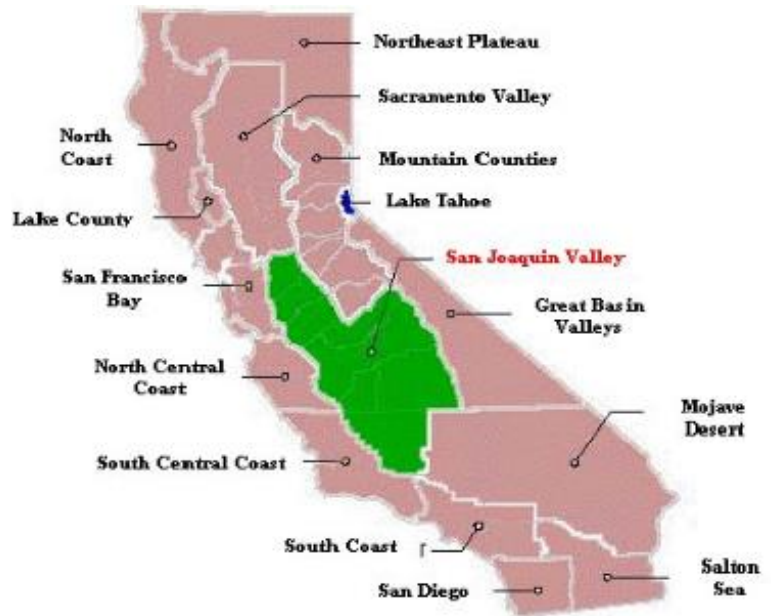 Northeast Plateau
Sacramento Valley
North
Coast
Mountain Counties
Lake Tahoe
Lake County
San Joaquin Valley
San Francisco
Bay
Great Basin
Valleys
North Central
Coast
Mojave
Desert
South Central Coast
South Coast
Salton
Sea
San Diego